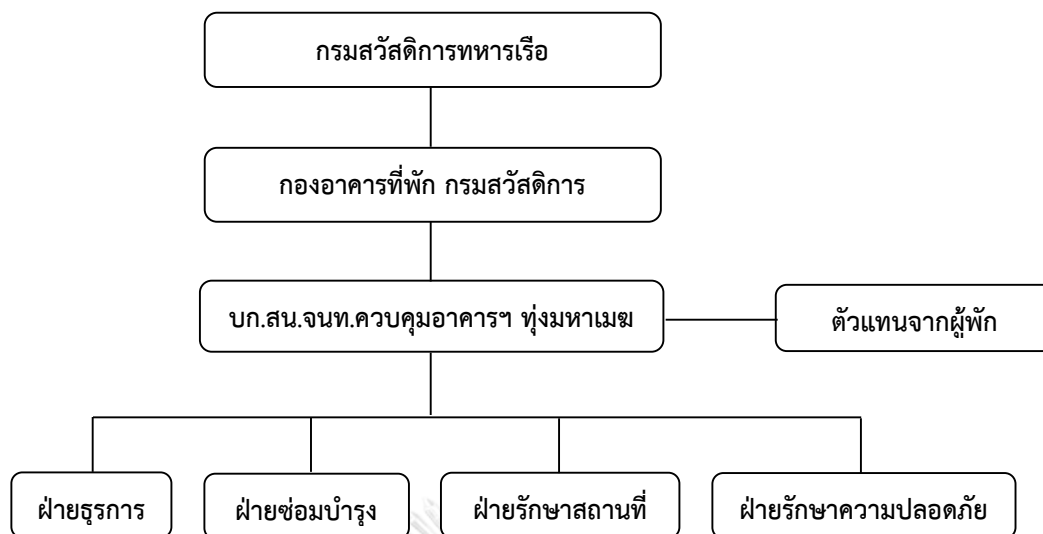 กรมสวัสดิการทหารเรือ
กองอาคารที่พัก กรมสวัสดิการ
บก.สน.จนท.ควบคุมอาคารฯ ทุ่งมหาเมฆ
ตัวแทนจากผู้พัก
ฝ่ายธุรการ
ฝ่ายซ่อมบำรุง
ฝ่ายรักษาสถานที่
ฝ่ายรักษาความปลอดภัย